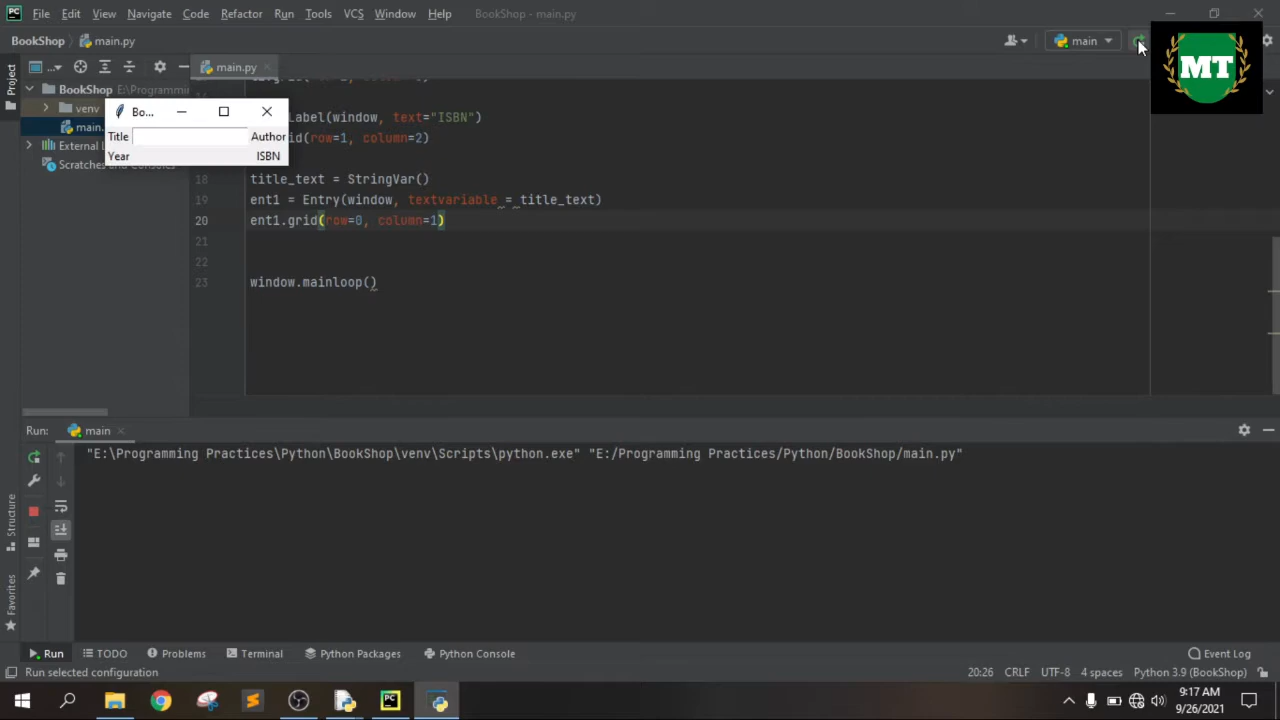 File Edit View Navigate Code Refactor Run Tools VCS Window Help BookShop - main.py
BookShop main.py
main
MT
Project
main.py
BookShop E:\Programmin
venv
main.
External L
Scratches and Consoles
Bo...
Title Author
Year ISBN
Label(window, text="ISBN")
id(row=1, column=2)
18 title_text = StringVar()
19 ent1 = Entry(window, textvariable = title_text)
20 ent1.grid(row=0, column=1)
21
22
23 window.mainloop()
Run: main
"E:\Programming Practices\Python\BookShop\venv\Scripts\python.exe" "E:/Programming Practices/Python/BookShop/main.py"
Structure
Favorites
Run TODO Problems Terminal Python Packages Python Console Event Log
Run selected configuration 20:26 CRLF UTF-8 4 spaces Python 3.9 (BookShop)
9:17 AM
9/26/2021